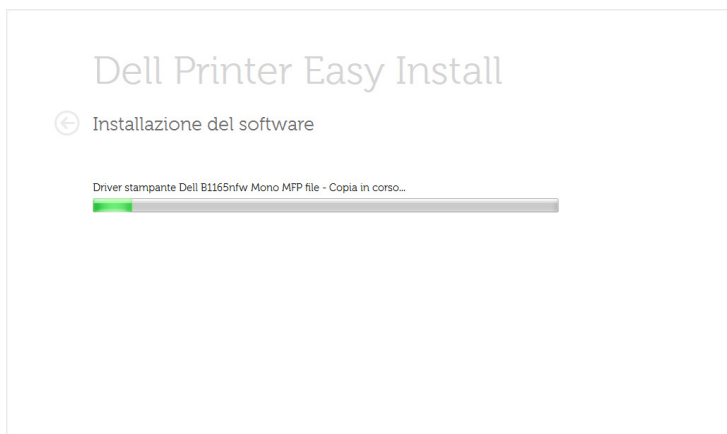 Dell Printer Easy Install
Installazione del software
Driver stampante Dell B1165nfw Mono MFP file - Copia in corso...